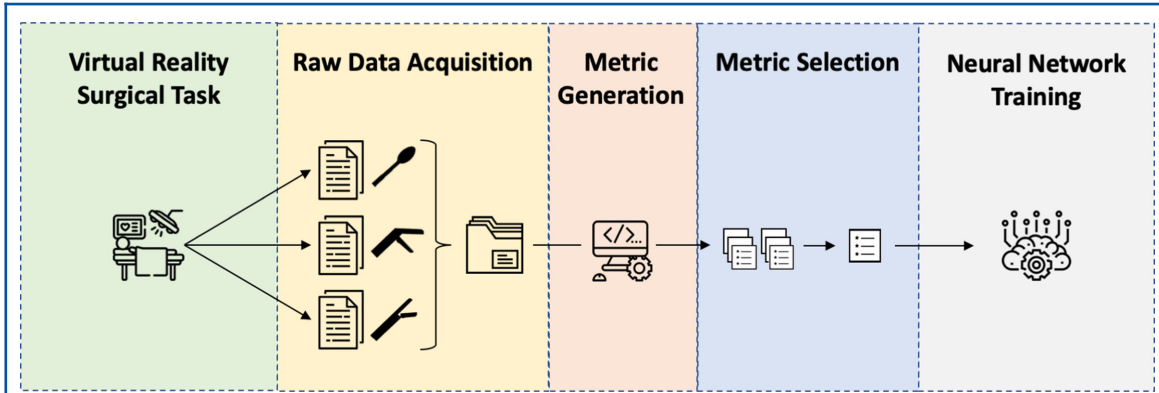 Virtual Reality
Surgical Task
Raw Data Acquisition
Metric
Generation
Metric Selection
Neural Network
Training
</>...